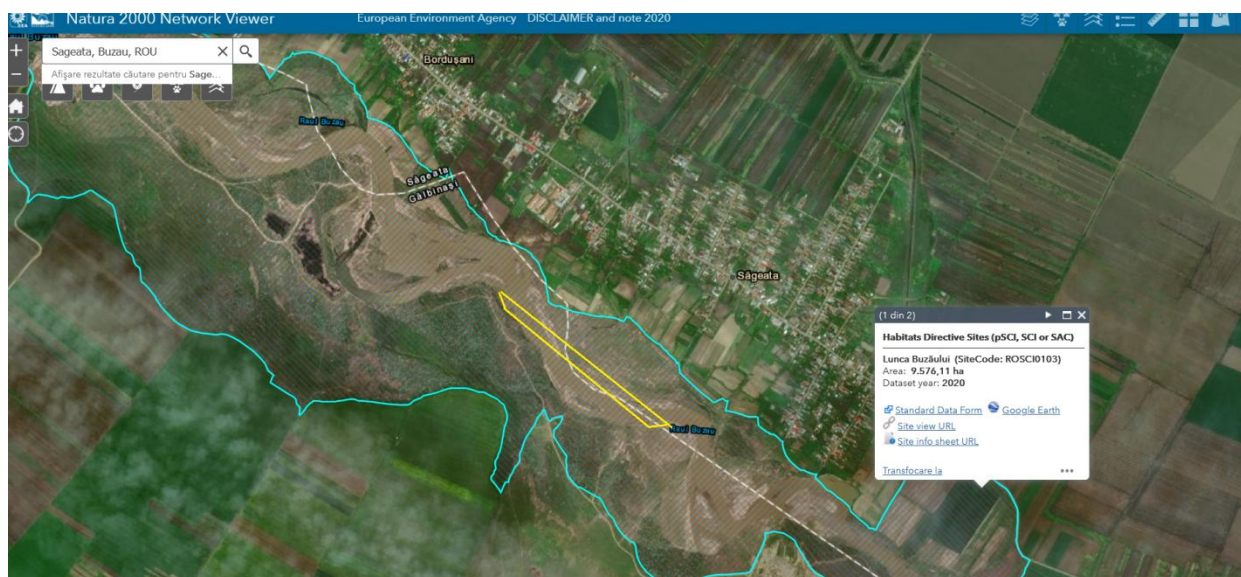 Natura 2000 Network Viewer
European Environment Agency DISCLAIMER and note 2020
Sageata, Buzau, ROU
Afișare rezultate căutare pentru Sage...
Bordușani
Raul Buzau
Săgeata
Gălbinași
Săgeata
(1 din 2)
Habitats Directive Sites (pSCI, SCI or SAC)
Lunca Buzăului (SiteCode: ROSCI0103)
Area: 9.576,11 ha
Dataset year: 2020
Standard Data Form Google Earth
Site view URL
Site info sheet URL
Transfocare la
Raul Buzau